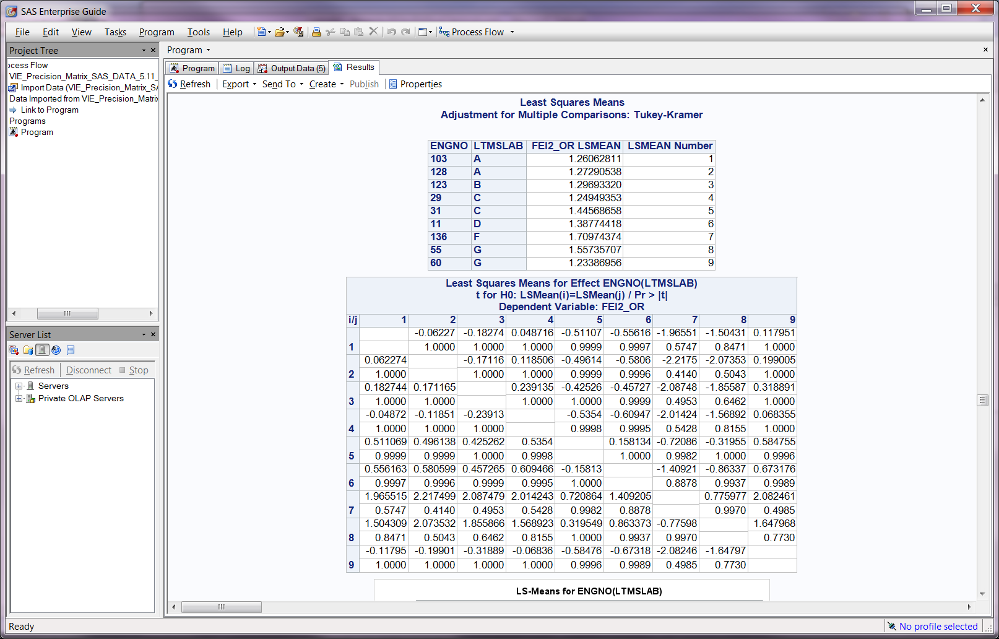 SAS Enterprise Guide
File Edit View Tasks Program Tools Help Process Flow
Project Tree
ocess Flow
VIE_Precision_Matrix_SAS_DATA_5.11_
Import Data (VIE_Precision_Matrix_SA
Data Imported from VIE_Precision_Matrix
Link to Program
Programs
Program
Server List
Refresh Disconnect Stop
Servers
Private OLAP Servers
Program
Program Log Output Data (5) Results
Refresh Export Send To Create Publish Properties
Least Squares Means
Adjustment for Multiple Comparisons: Tukey-Kramer
ENGNO LTMSLAB FEI2_OR LSMEAN LSMEAN Number
103 A 1.26062811 1
128 A 1.27290538 2
123 B 1.29693320 3
29 C 1.24949353 4
31 C 1.44568658 5
11 D 1.38774418 6
136 F 1.70974374 7
55 G 1.55735707 8
60 G 1.23386956 9
Least Squares Means for Effect ENGNO(LTMSLAB)
t for H0: LSMean(i)=LSMean(j) / Pr > |t|
Dependent Variable: FEI2_OR
i/j 1 2 3 4 5 6 7 8 9
-0.06227 -0.18274 0.048716 -0.51107 -0.55616 -1.96551 -1.50431 0.117951
1 1.0000 1.0000 1.0000 0.9999 0.9997 0.5747 0.8471 1.0000
0.062274 -0.17116 0.118506 -0.49614 -0.5806 -2.2175 -2.07353 0.199005
2 1.0000 1.0000 1.0000 0.9999 0.9996 0.4140 0.5043 1.0000
0.182744 0.171165 0.239135 -0.42526 -0.45727 -2.08748 -1.85587 0.318891
3 1.0000 1.0000 1.0000 1.0000 0.9999 0.4953 0.6462 1.0000
-0.04872 -0.11851 -0.23913 -0.5354 -0.60947 -2.01424 -1.56892 0.068355
4 1.0000 1.0000 1.0000 0.9998 0.9995 0.5428 0.8155 1.0000
0.511069 0.496138 0.425262 0.5354 0.158134 -0.72086 -0.31955 0.584755
5 0.9999 0.9999 1.0000 0.9998 1.0000 0.9982 1.0000 0.9996
0.556163 0.580599 0.457265 0.609466 -0.15813 -1.40921 -0.86337 0.673176
6 0.9997 0.9996 0.9999 0.9995 1.0000 0.8878 0.9937 0.9989
1.965515 2.217499 2.087479 2.014243 0.720864 1.409205 0.775977 2.082461
7 0.5747 0.4140 0.4953 0.5428 0.9982 0.8878 0.9970 0.4985
1.504309 2.073532 1.855866 1.568923 0.319549 0.863373 -0.77598 1.647968
8 0.8471 0.5043 0.6462 0.8155 1.0000 0.9937 0.9970 0.7730
-0.11795 -0.19901 -0.31889 -0.06836 -0.58476 -0.67318 -2.08246 -1.64797
9 1.0000 1.0000 1.0000 1.0000 0.9996 0.9989 0.4985 0.7730
LS-Means for ENGNO(LTMSLAB)
Ready
No profile selected